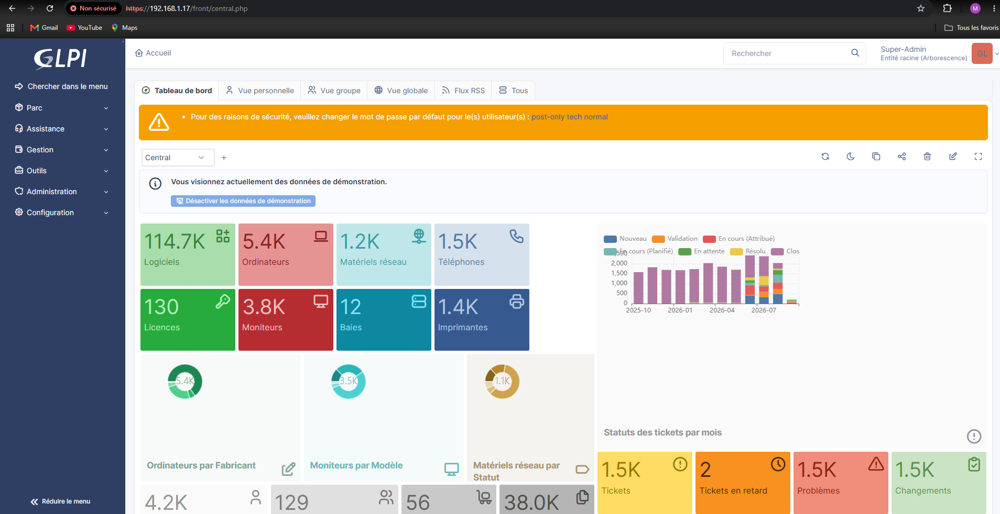 Non sécurisé https://192.168.1.17/front/central.php M
Gmail YouTube Maps Tous les favoris
GLPI
Accueil
Rechercher
Super-Admin
Entité racine (Arborescence)
GL
Chercher dans le menu
Parc
Assistance
Gestion
Outils
Administration
Configuration
Réduire le menu
Tableau de bord Vue personnelle Vue groupe Vue globale Flux RSS Tous
• Pour des raisons de sécurité, veuillez changer le mot de passe par défaut pour le(s) utilisateur(s) : post-only tech normal
Central +
Vous visionnez actuellement des données de démonstration.
Désactiver les données de démonstration
114.7K
Logiciels
5.4K
Ordinateurs
1.2K
Matériels réseau
1.5K
Téléphones
130
Licences
3.8K
Moniteurs
12
Baies
1.4K
Imprimantes
5.4K
Ordinateurs par Fabricant
3.5K
Moniteurs par Modèle
1.1K
Matériels réseau par
Statut
Nouveau Validation En cours (Attribué)
En cours (Planifié) En attente Résolu Clos
2,000
1,500
1,000
500
0
2025-10 2026-01 2026-04 2026-07
Statuts des tickets par mois
4.2K
129
56
38.0K
1.5K
Tickets
2
Tickets en retard
1.5K
Problèmes
1.5K
Changements